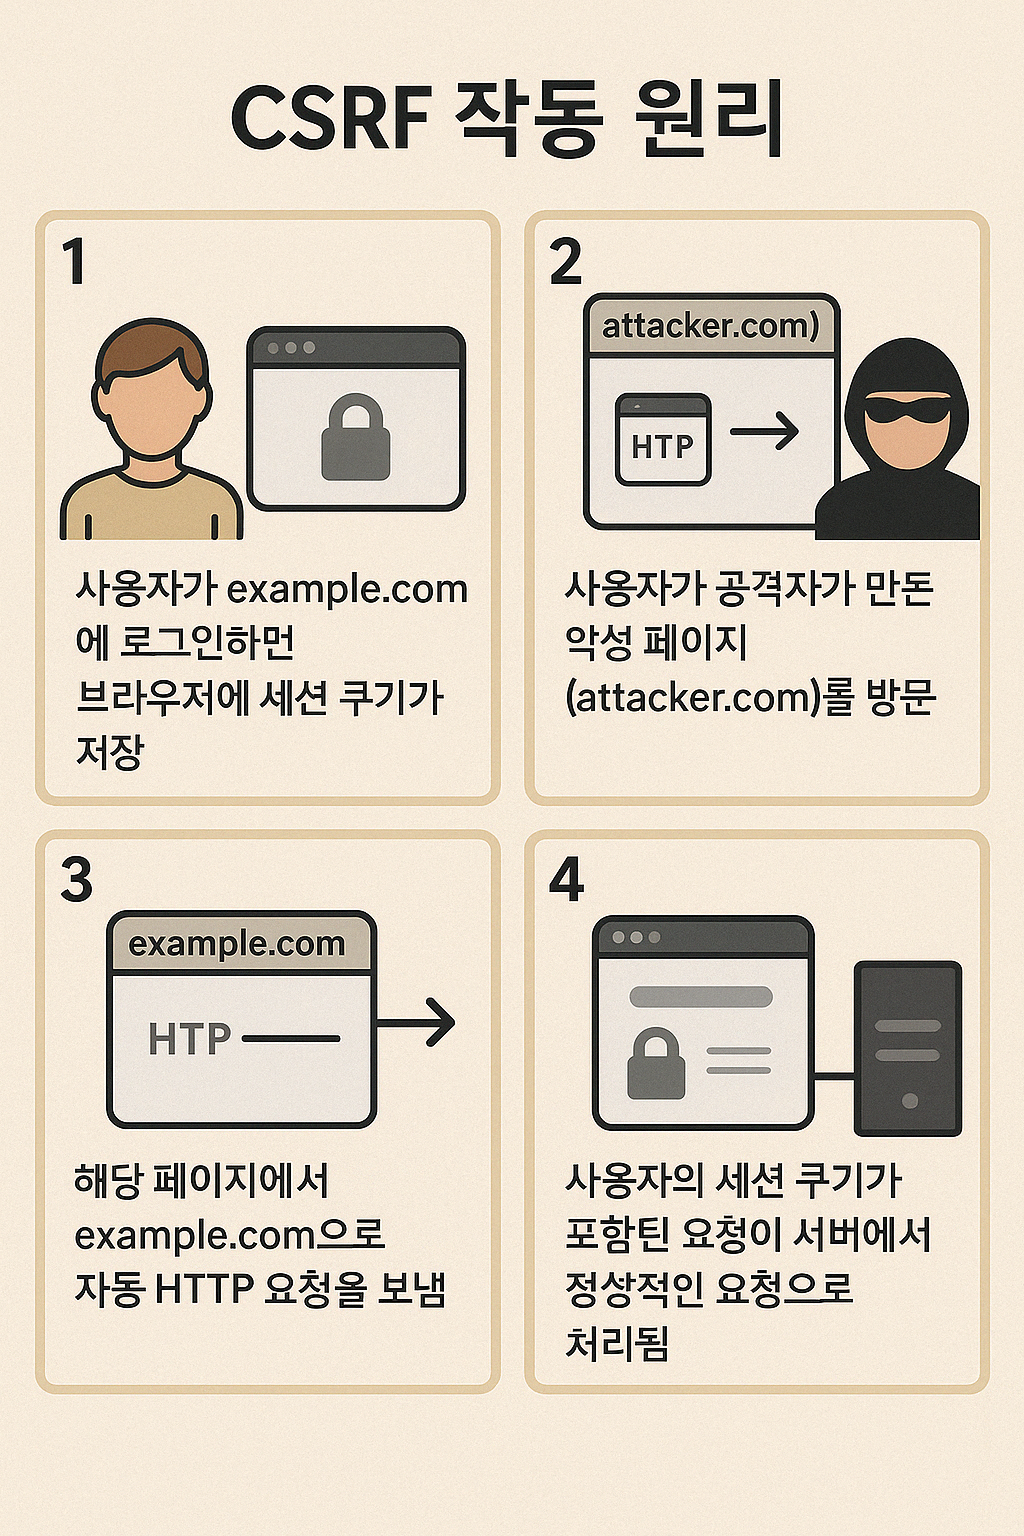 CSRF 작동 원리
1
사용자가 example.com
에 로그인하먼
브라우저에 세션 쿠기가
저장
2
attacker.com)
HTP
사용자가 공격자가 만돈
악성 페이지
(attacker.com)롤 방문
3
example.com
HTP
해당 페이지에서
example.com으로
자동 HTTP 요청올 보냄
4
사용자의 세션 쿠기가
포함틴 요청이 서버에서
정상적인 요청으로
처리됨